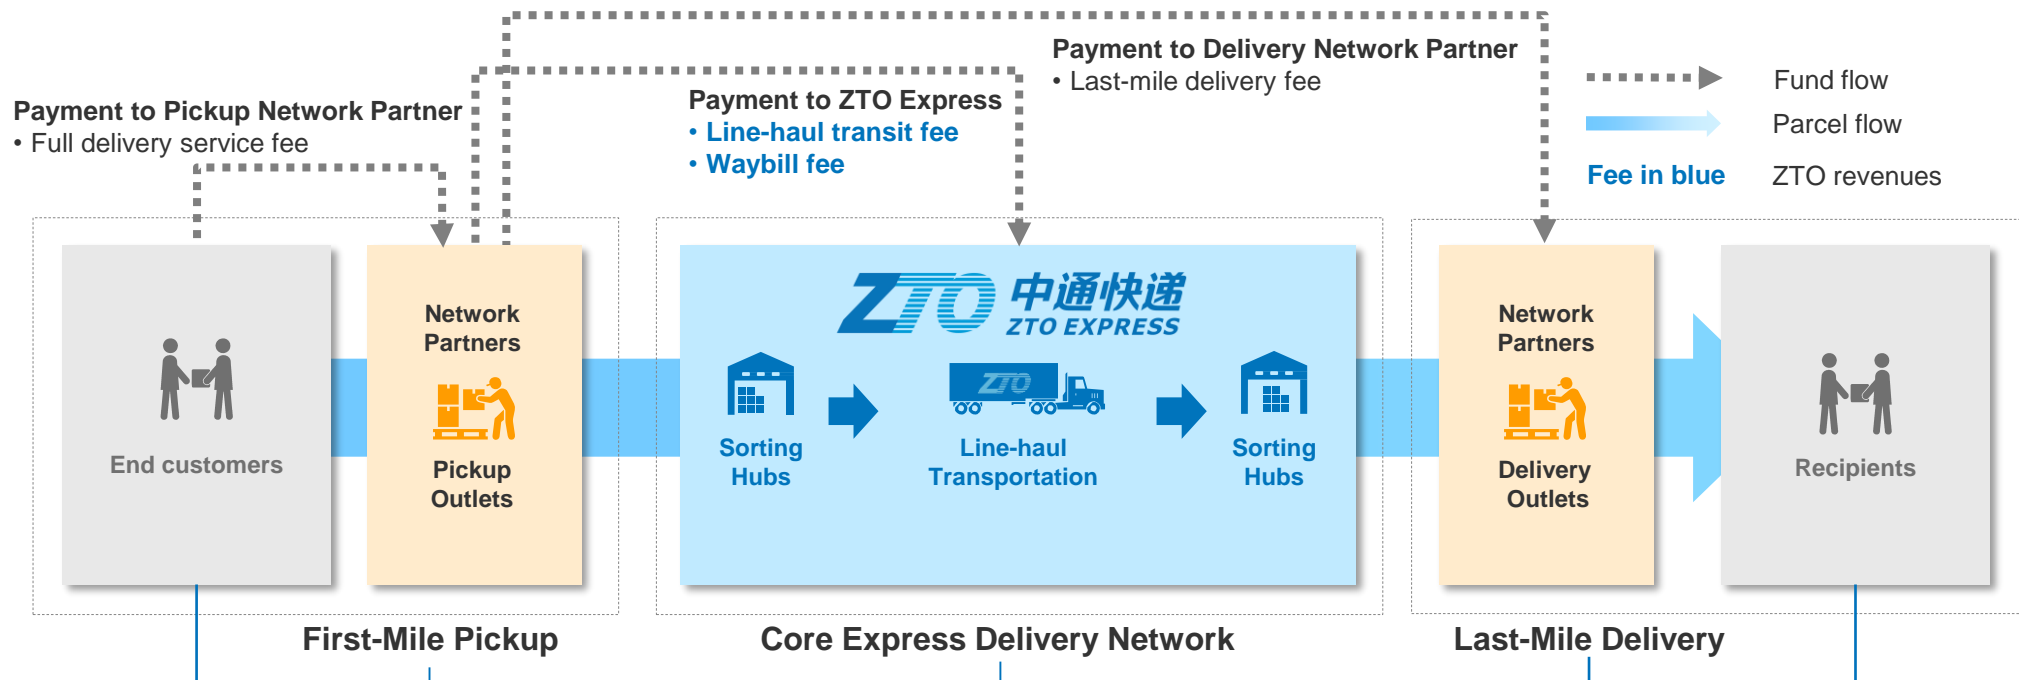 Payment to Delivery Network Partner
• Last-mile delivery fee
Payment to Pickup Network Partner
• Full delivery service fee
Payment to ZTO Express
• Line-haul transit fee
• Waybill fee
Fund flow
Parcel flow
Fee in blue ZTO revenues
End customers
Network
Partners
Pickup
Outlets
ZTO 中通快递
ZTO EXPRESS
Sorting
Hubs
ZTO
Line-haul
Transportation
Sorting
Hubs
Network
Partners
Delivery
Outlets
Recipients
First-Mile Pickup
Core Express Delivery Network
Last-Mile Delivery